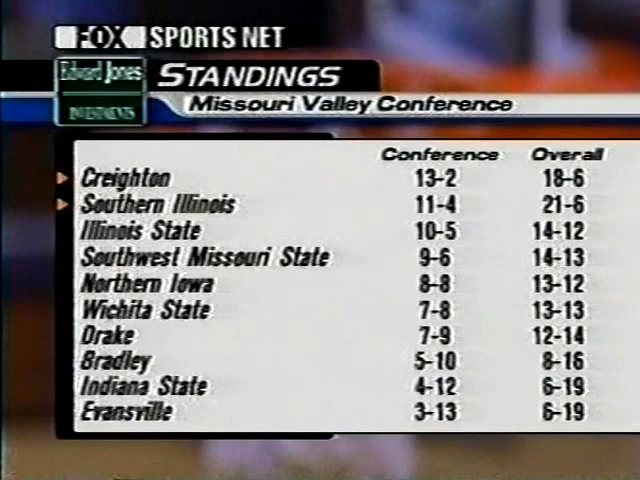 FOX SPORTS NET
Edward Jones STANDINGS
INVESTMENTS Missouri Valley Conference
Conference Overall
Creighton 13-2 18-6
Southern Illinois 11-4 21-6
Illinois State 10-5 14-12
Southwest Missouri State 9-6 14-13
Northern Iowa 8-8 13-12
Wichita State 7-8 13-13
Drake 7-9 12-14
Bradley 5-10 8-16
Indiana State 4-12 6-19
Evansville 3-13 6-19